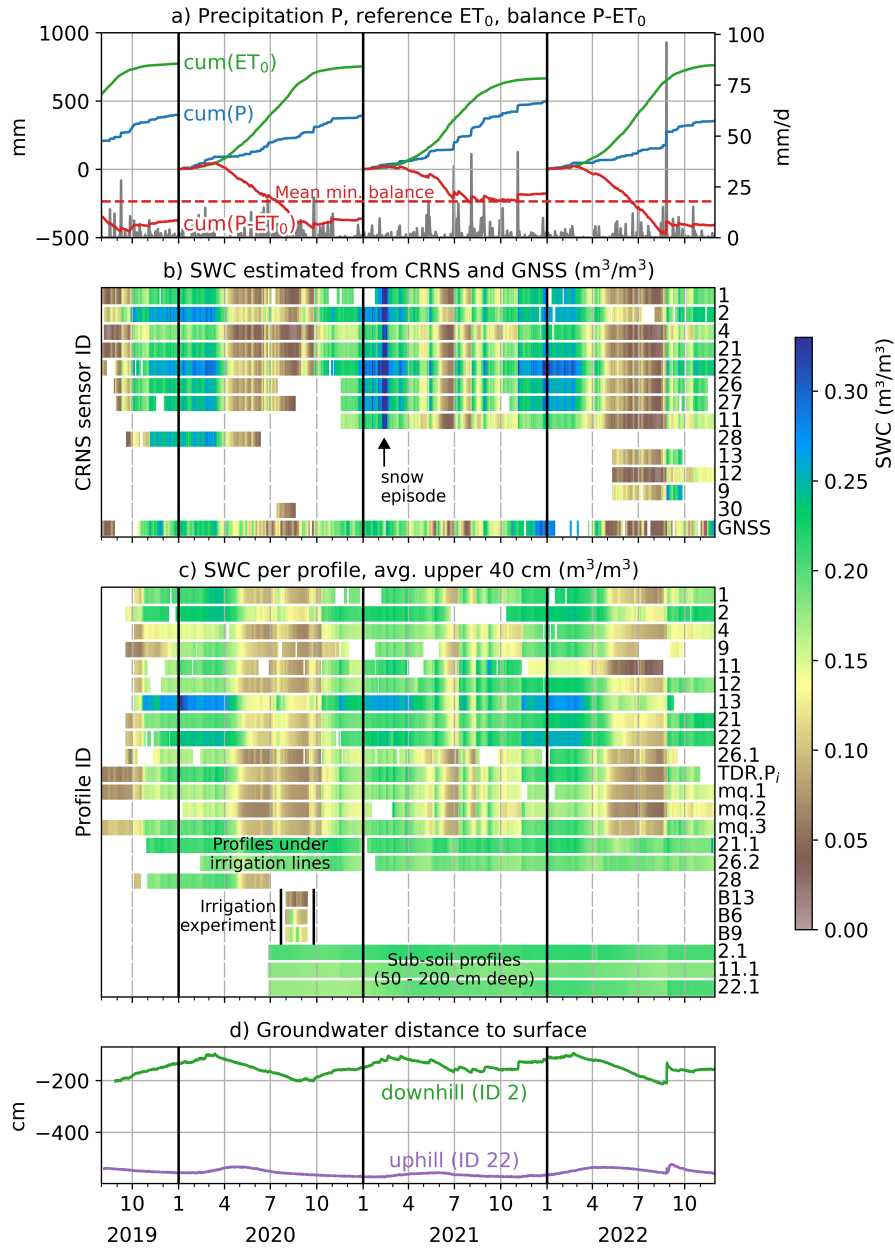 a) Precipitation P, reference ET₀, balance P-ET₀
1000
500
0
−500
mm
100
75
50
25
0
mm/d
cum(ET₀)
cum(P)
Mean min. balance
cum(P-ET₀)
b) SWC estimated from CRNS and GNSS (m³/m³)
CRNS sensor ID
1
2
4
21
22
26
27
11
28
13
12
9
30
GNSS
snow
episode
c) SWC per profile, avg. upper 40 cm (m³/m³)
Profile ID
1
2
4
9
11
12
13
21
22
26.1
TDR.Pᵢ
mq.1
mq.2
mq.3
21.1
26.2
28
B13
B6
B9
2.1
11.1
22.1
Profiles under
irrigation lines
Irrigation
experiment
Sub-soil profiles
(50 - 200 cm deep)
SWC (m³/m³)
0.30
0.25
0.20
0.15
0.10
0.05
0.00
d) Groundwater distance to surface
−200
−400
cm
downhill (ID 2)
uphill (ID 22)
10 1 4 7 10 1 4 7 10 1 4 7 10
2019 2020 2021 2022